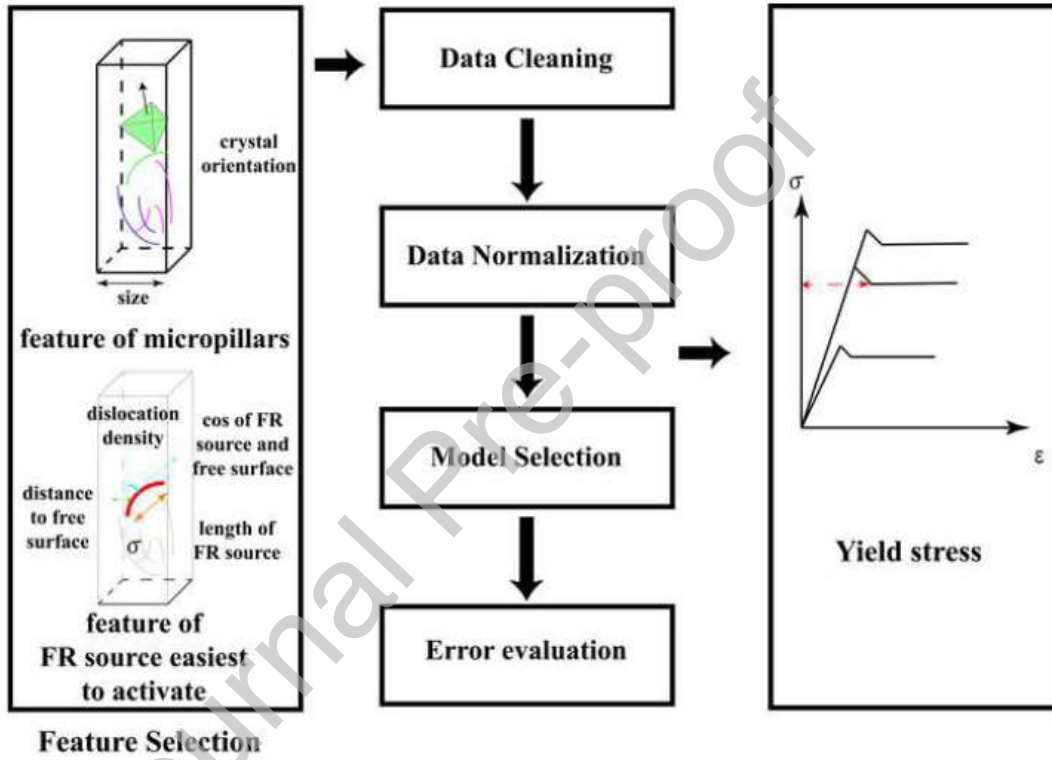 crystal
orientation
size
feature of micropillars
dislocation
density
cos of FR
source and
free surface
distance
to free
surface
length of
FR source
σ
feature of
FR source easiest
to activate
Feature Selection
Data Cleaning
Data Normalization
Model Selection
Error evaluation
σ
ε
Yield stress
urnal Pre-proof